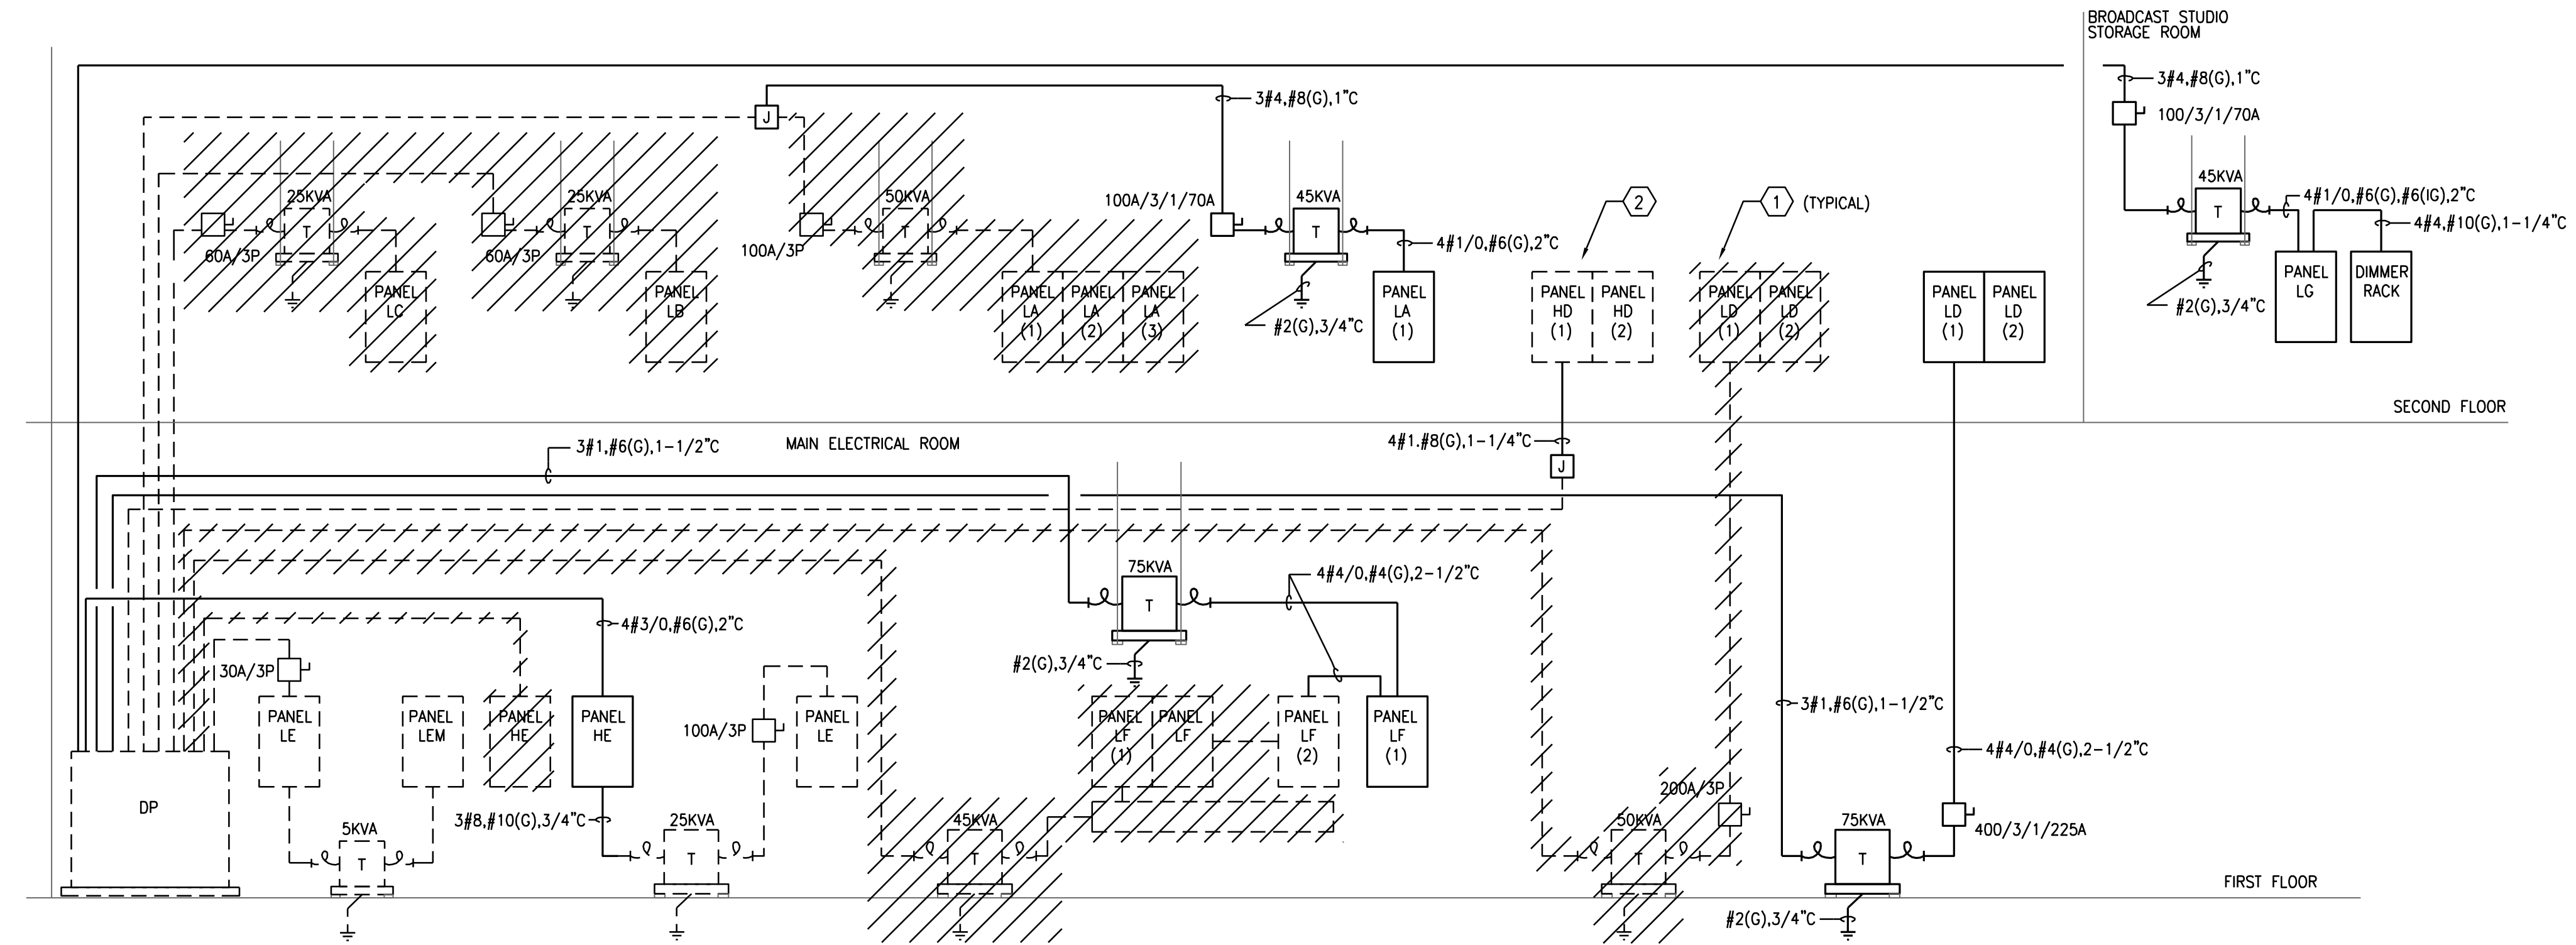 BROADCAST STUDIO
STORAGE ROOM
3#4,#8(G),1"C
100/3/1/70A
45KVA
T
4#1/0,#6(G),#6(IG),2"C
4#4,#10(G),1-1/4"C
PANEL
LG
DIMMER
RACK
#2(G),3/4"C
J
3#4,#8(G),1"C
25KVA
T
60A/3P
PANEL
LC
25KVA
T
60A/3P
PANEL
LB
50KVA
T
100A/3P
PANEL
LA
(1)
PANEL
LA
(2)
PANEL
LA
(3)
100A/3/1/70A
45KVA
T
4#1/0,#6(G),2"C
#2(G),3/4"C
PANEL
LA
(1)
2
1
(TYPICAL)
PANEL
HD
(1)
PANEL
HD
(2)
PANEL
LD
(1)
PANEL
LD
(2)
PANEL
LD
(1)
PANEL
LD
(2)
SECOND FLOOR
3#1,#6(G),1-1/2"C
MAIN ELECTRICAL ROOM
4#1.#8(G),1-1/4"C
J
75KVA
T
4#4/0,#4(G),2-1/2"C
#2(G),3/4"C
4#3/0,#6(G),2"C
30A/3P
PANEL
LE
PANEL
LEM
PANEL
HE
PANEL
HE
100A/3P
PANEL
LE
PANEL
LF
(1)
PANEL
LF
PANEL
LF
(2)
PANEL
LF
(1)
3#1,#6(G),1-1/2"C
4#4/0,#4(G),2-1/2"C
DP
5KVA
T
3#8,#10(G),3/4"C
25KVA
T
45KVA
T
200A/3P
50KVA
T
75KVA
T
400/3/1/225A
#2(G),3/4"C
FIRST FLOOR